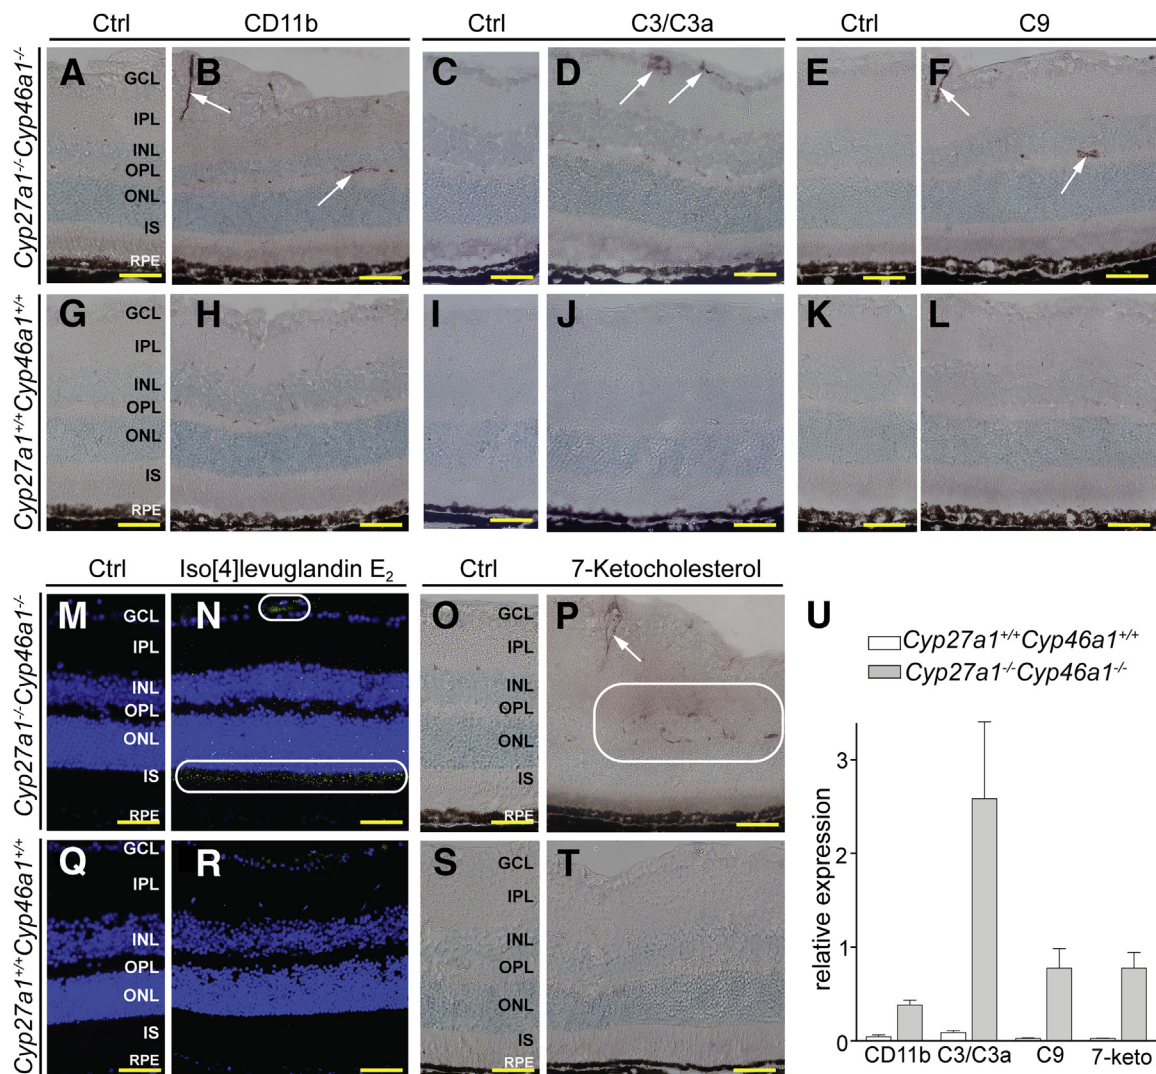 Ctrl CD11b Ctrl C3/C3a Ctrl C9
Cyp27a1-/-Cyp46a1-/-
A B C D E F
GCL
IPL
INL
OPL
ONL
IS
RPE
Cyp27a1+/+Cyp46a1+/+
G H I J K L
GCL
IPL
INL
OPL
ONL
IS
RPE
Ctrl Iso[4]levuglandin E2 Ctrl 7-Ketocholesterol
Cyp27a1-/-Cyp46a1-/-
M N O P
GCL GCL
IPL IPL
INL INL
OPL OPL
ONL ONL
IS IS
RPE RPE
Cyp27a1+/+Cyp46a1+/+
Q R S T
GCL GCL
IPL IPL
INL INL
OPL OPL
ONL ONL
IS IS
RPE RPE
U
Cyp27a1+/+Cyp46a1+/+
Cyp27a1-/-Cyp46a1-/-
relative expression
3
2
1
0
CD11b C3/C3a C9 7-keto